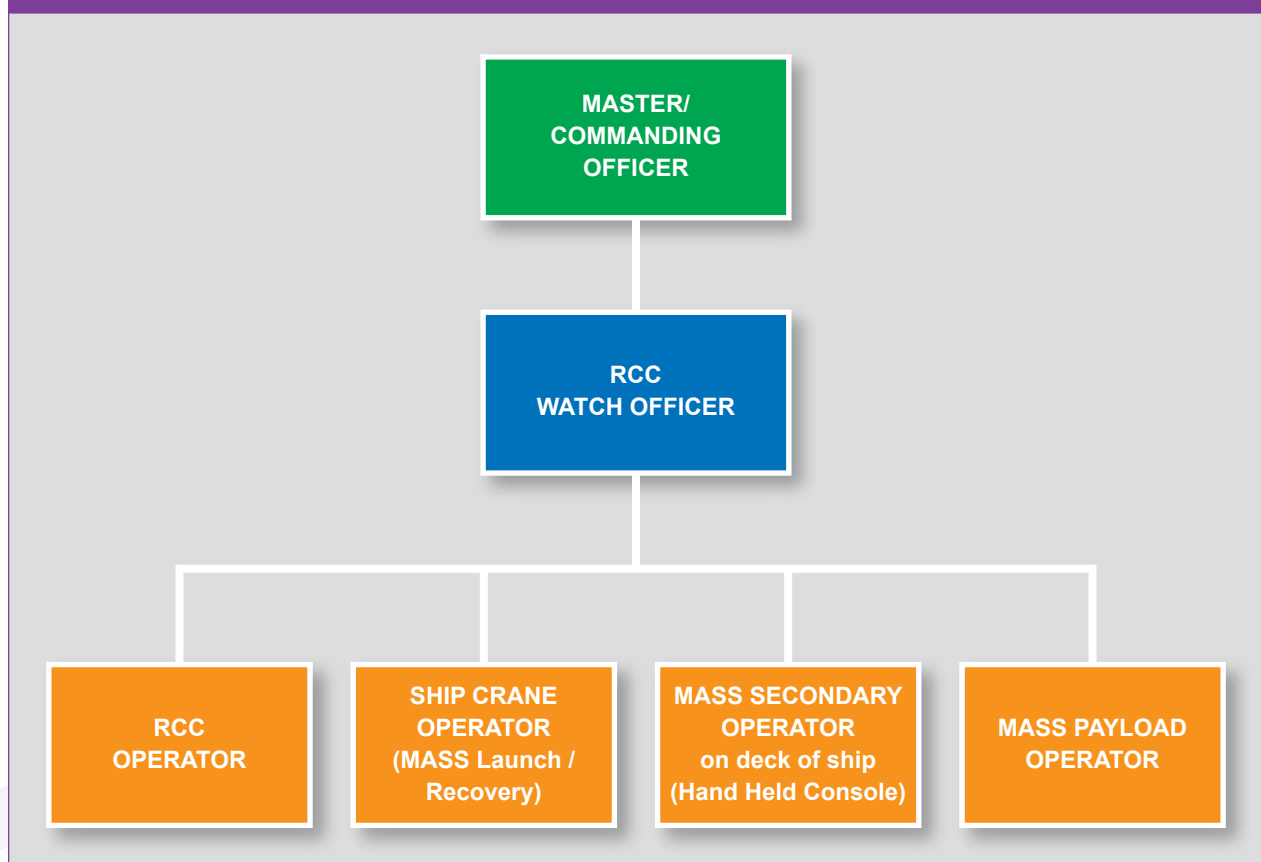 MASTER/
COMMANDING
OFFICER
RCC
WATCH OFFICER
RCC
OPERATOR
SHIP CRANE
OPERATOR
(MASS Launch /
Recovery)
MASS SECONDARY
OPERATOR
on deck of ship
(Hand Held Console)
MASS PAYLOAD
OPERATOR